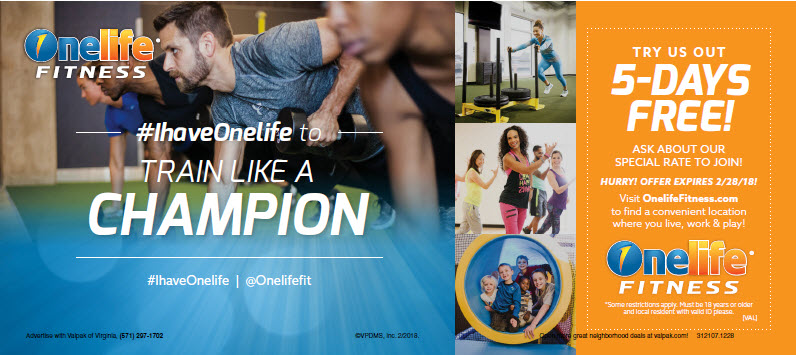 Onelife
FITNESS
#IhaveOnelife to
TRAIN LIKE A
CHAMPION
#IhaveOnelife | @Onelifefit
Advertise with Valpak of Virginia, (571) 297-1702
©VPDMS, Inc. 2/2018.
TRY US OUT
5-DAYS
FREE!
ASK ABOUT OUR
SPECIAL RATE TO JOIN!
HURRY! OFFER EXPIRES 2/28/18!
Visit OnelifeFitness.com
to find a convenient location
where you live, work & play!
Onelife
FITNESS
*Some restrictions apply. Must be 18 years or older
and local resident with valid ID please.
[VAL]
great neighborhood deals at valpak.com! 312107.1228